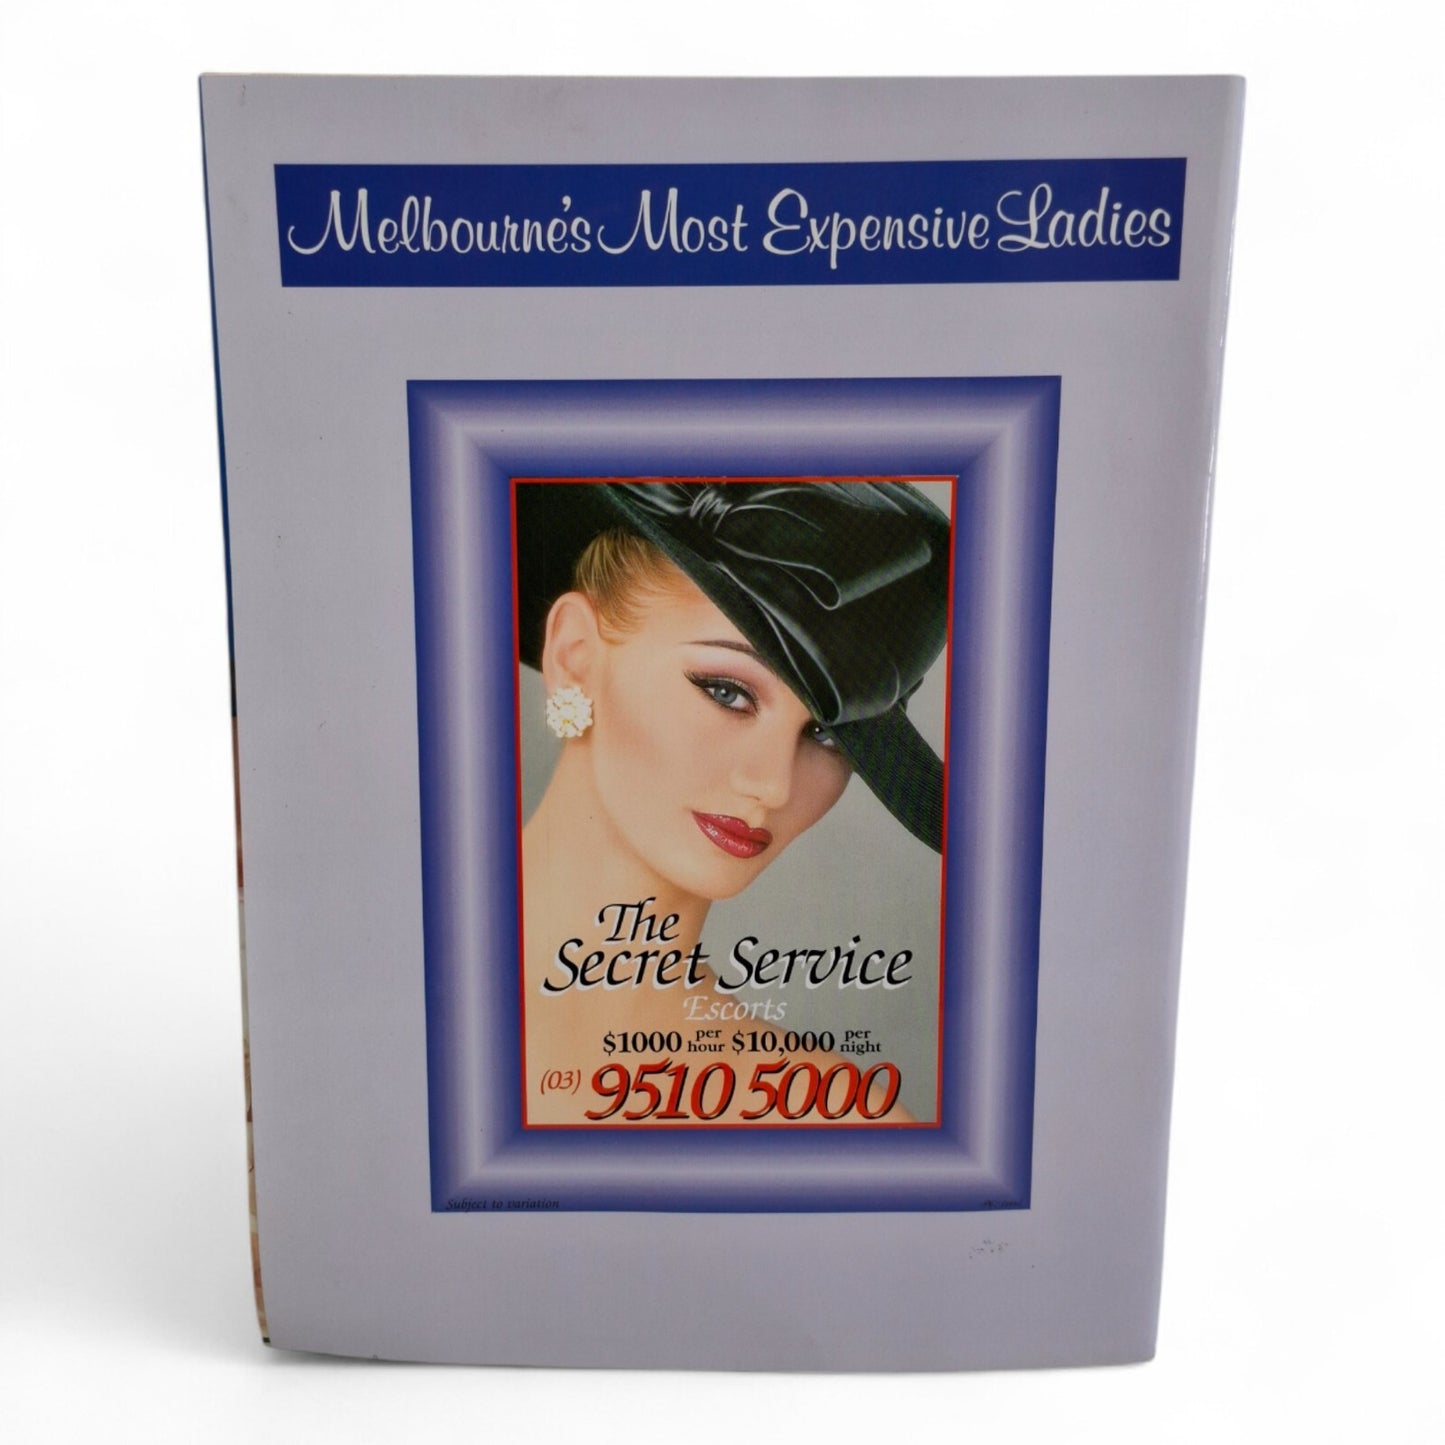 Melbourne's Most Expensive Ladies
The
Secret Service
Escorts
$1000 per hour $10,000 per night
(03) 9510 5000
Subject to variation